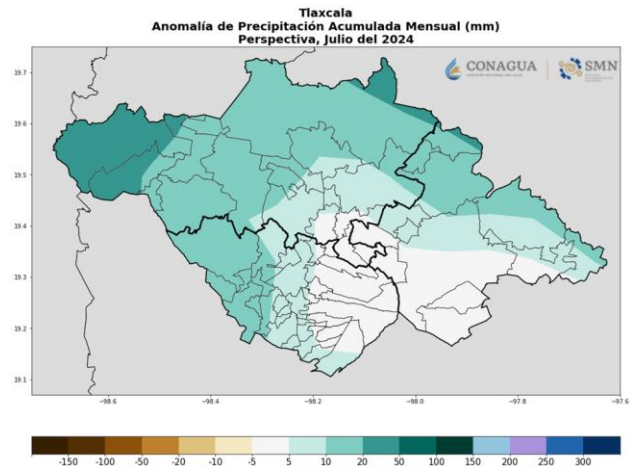 Tlaxcala
Anomalía de Precipitación Acumulada Mensual (mm)
Perspectiva, Julio del 2024
CONAGUA
SMN
19.7
19.6
19.5
19.4
19.3
19.2
19.1
−98.6 −98.4 −98.2 −98.0 −97.8 −97.6
-150 -100 -50 -20 -10 -5 5 10 20 50 100 150 200 250 300